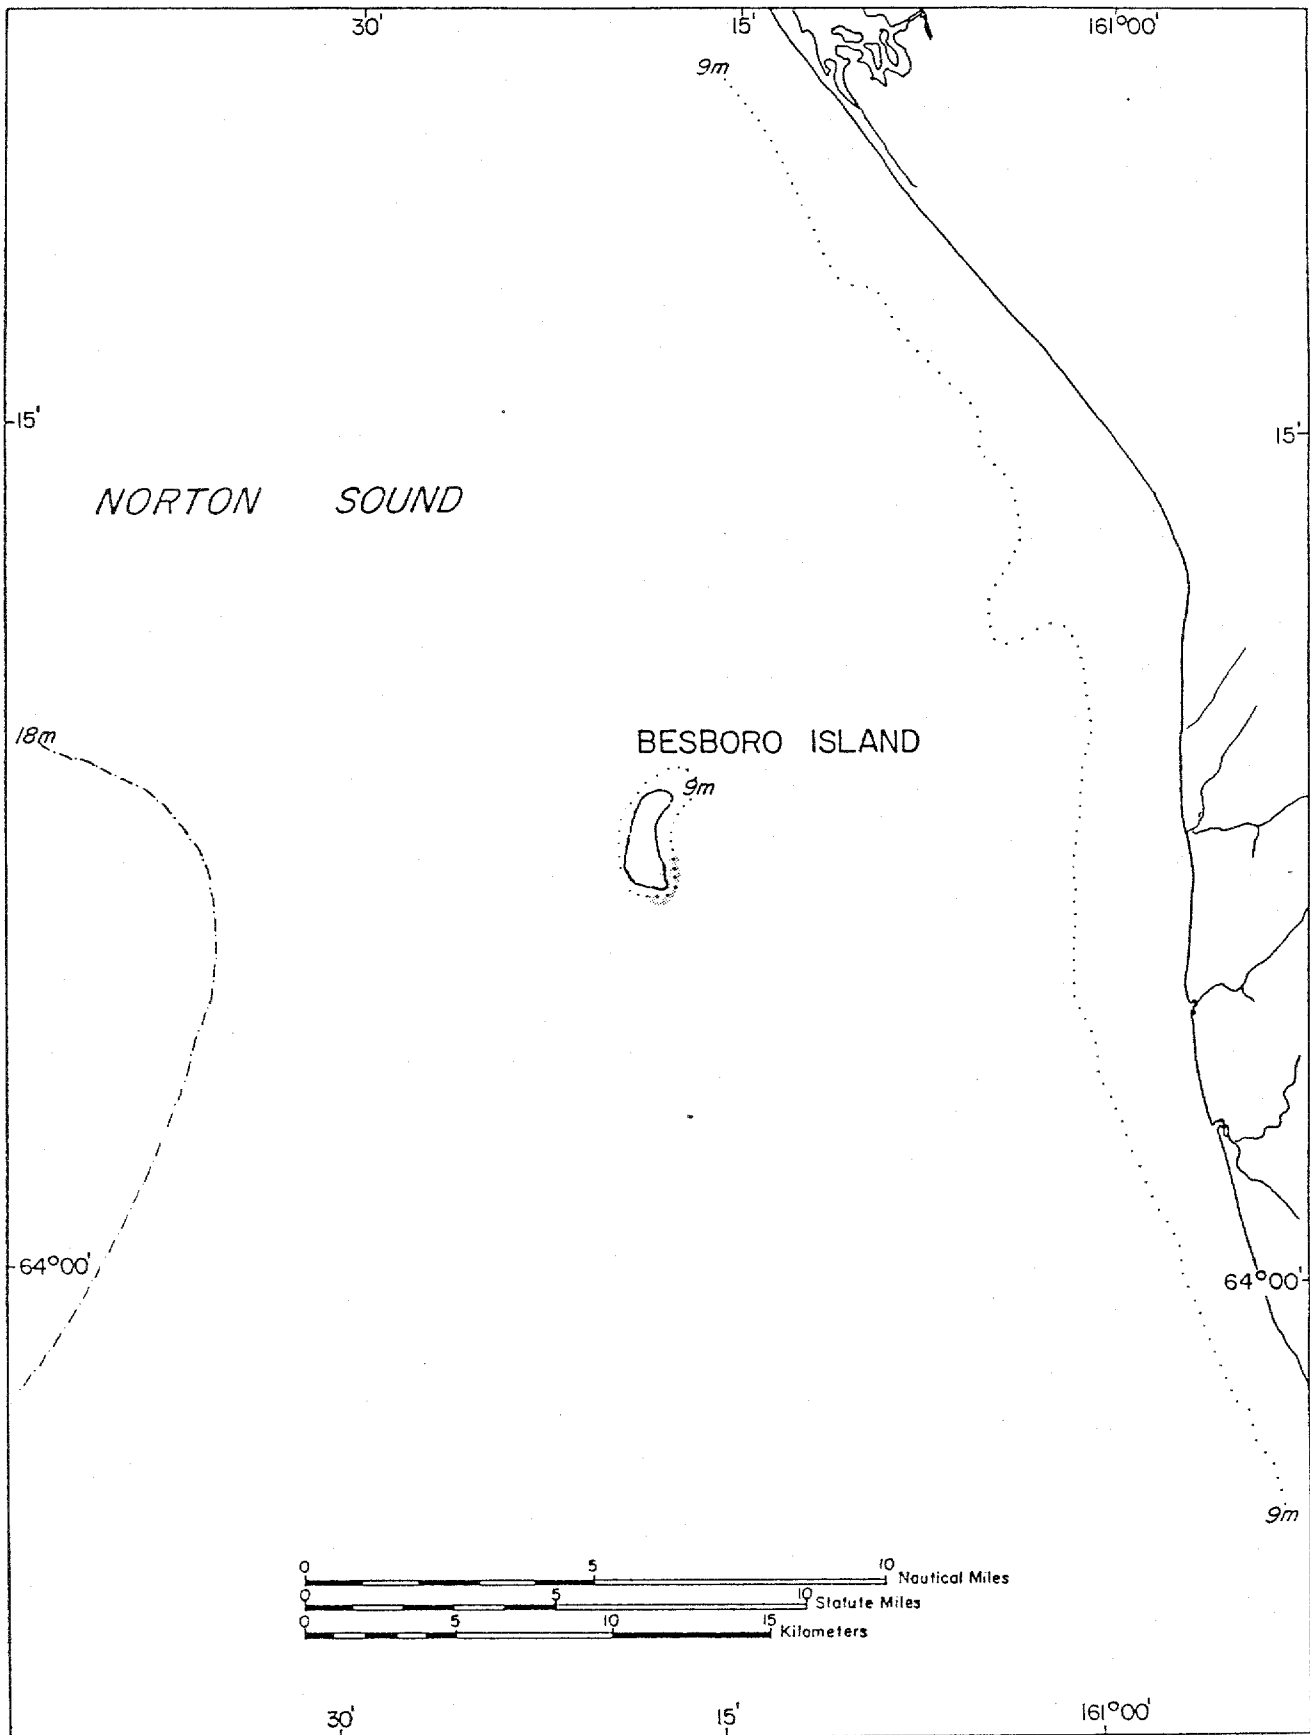 30' 15' 161°00'
9m
15' 15'
NORTON SOUND
18m
BESBORO ISLAND
9m
64°00' 64°00'
9m
0 5 10 Nautical Miles
0 5 10 Statute Miles
0 5 10 15 Kilometers
30' 15' 161°00'